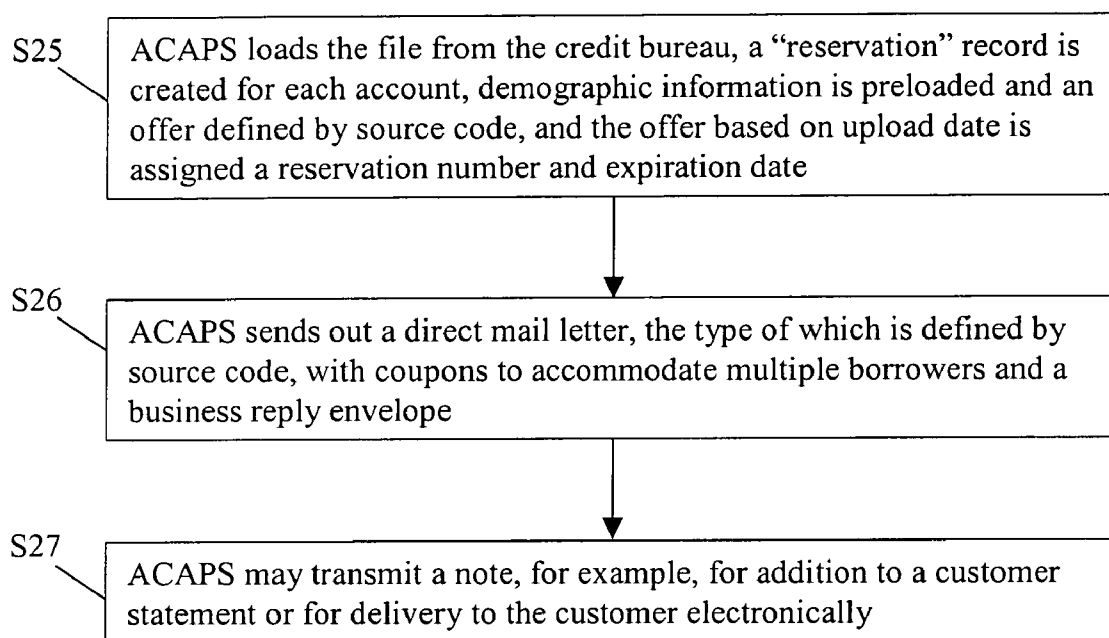 S25
ACAPS loads the file from the credit bureau, a “reservation” record is
created for each account, demographic information is preloaded and an
offer defined by source code, and the offer based on upload date is
assigned a reservation number and expiration date
S26
ACAPS sends out a direct mail letter, the type of which is defined by
source code, with coupons to accommodate multiple borrowers and a
business reply envelope
S27
ACAPS may transmit a note, for example, for addition to a customer
statement or for delivery to the customer electronically